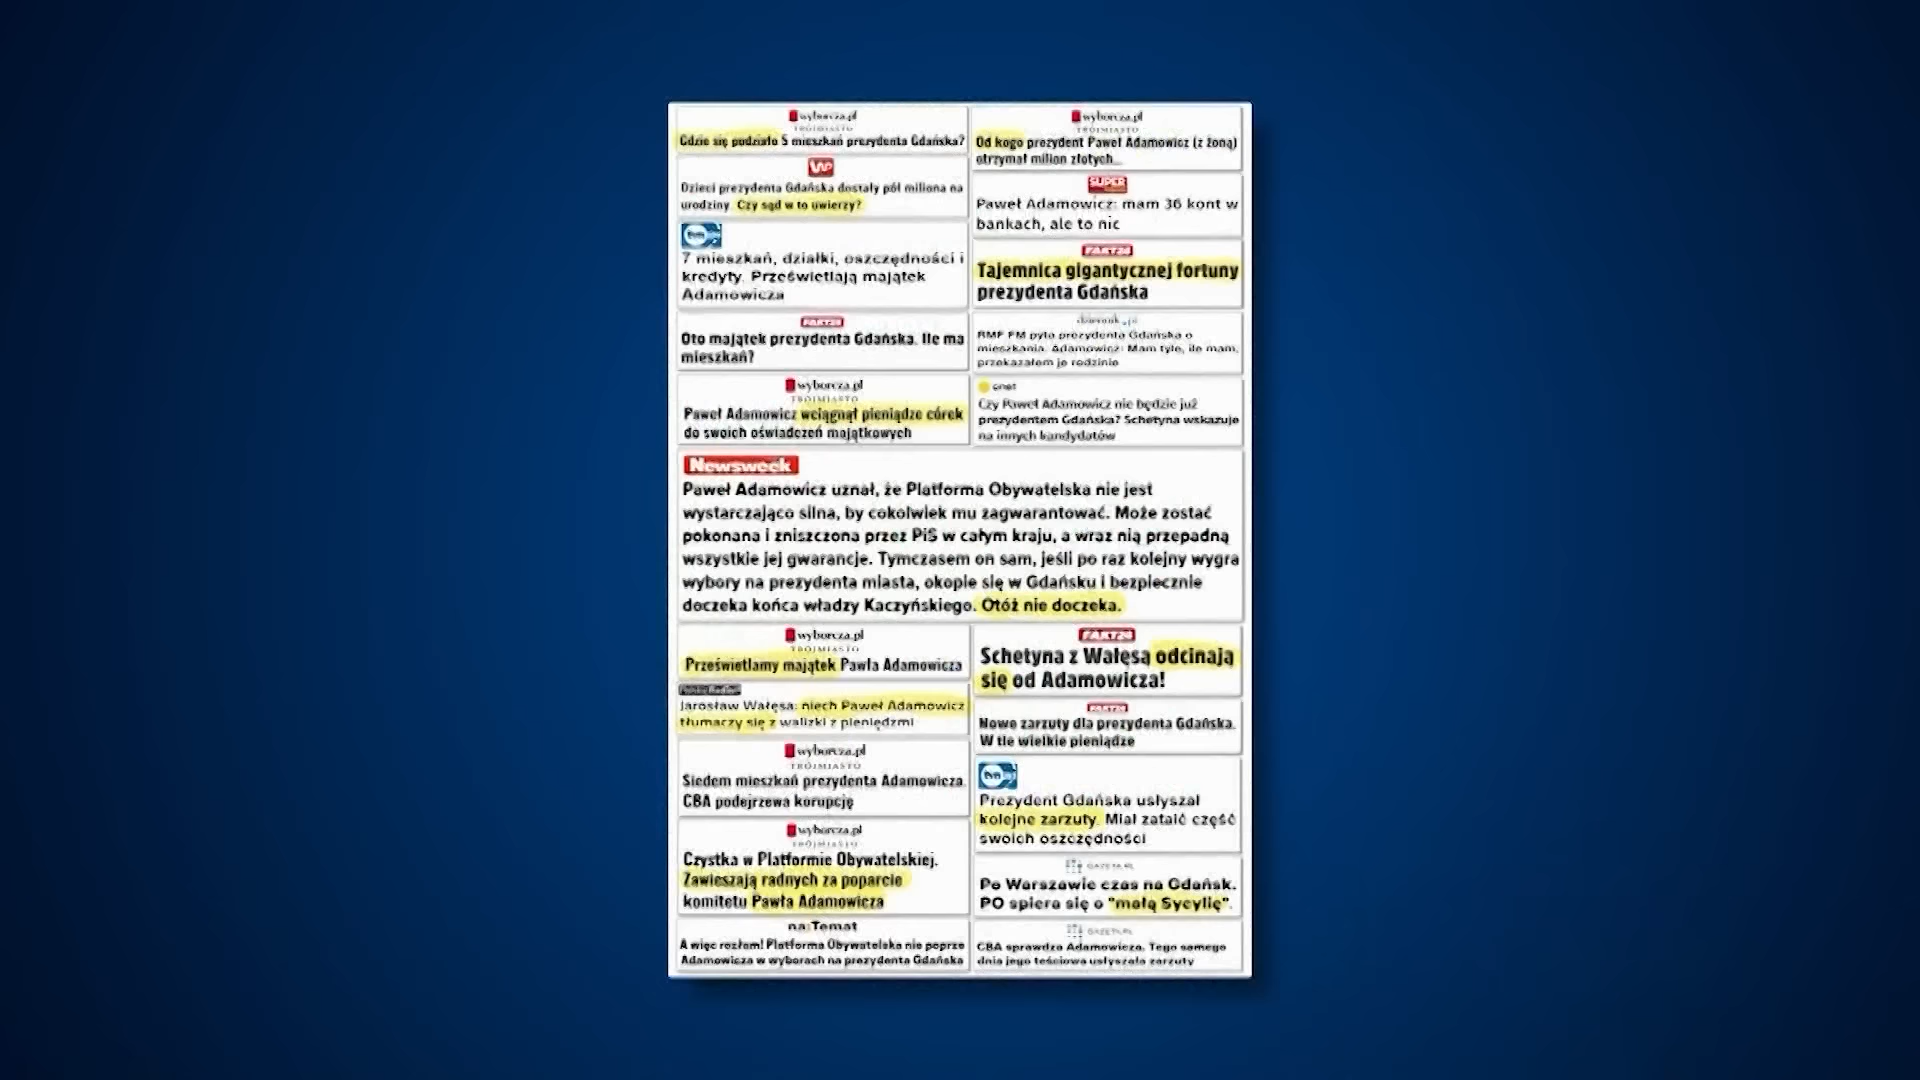 wyborcza.pl
TRÓJMIASTO
Gdzie się podziało 5 mieszkań prezydenta Gdańska?
WP
Dzieci prezydenta Gdańska dostały pół miliona na
urodziny. Czy sąd w to uwierzy?
tvn24
7 mieszkań, działki, oszczędności i
kredyty. Prześwietlają majątek
Adamowicza
FAKT24
Oto majątek prezydenta Gdańska. Ile ma
mieszkań?
wyborcza.pl
TRÓJMIASTO
Paweł Adamowicz wciągnął pieniądze córek
do swoich oświadczeń majątkowych
wyborcza.pl
TRÓJMIASTO
Od kogo prezydent Paweł Adamowicz (z żoną)
otrzymał milion złotych...
SUPER
Paweł Adamowicz: mam 36 kont w
bankach, ale to nic
FAKT24
Tajemnica gigantycznej fortuny
prezydenta Gdańska
dziennik.pl
RMF FM pyta prezydenta Gdańska o
mieszkania. Adamowicz: Mam tyle, ile mam,
przekazałem je rodzinie
onet
Czy Paweł Adamowicz nie będzie już
prezydentem Gdańska? Schetyna wskazuje
na innych kandydatów
Newsweek
Paweł Adamowicz uznał, że Platforma Obywatelska nie jest
wystarczająco silna, by cokolwiek mu zagwarantować. Może zostać
pokonana i zniszczona przez PiS w całym kraju, a wraz nią przepadną
wszystkie jej gwarancje. Tymczasem on sam, jeśli po raz kolejny wygra
wybory na prezydenta miasta, okopie się w Gdańsku i bezpiecznie
doczeka końca władzy Kaczyńskiego. Otóż nie doczeka.
wyborcza.pl
TRÓJMIASTO
Prześwietlamy majątek Pawła Adamowicza
PolskieRadio
Jarosław Wałęsa: niech Paweł Adamowicz
tłumaczy się z walizki z pieniędzmi
wyborcza.pl
TRÓJMIASTO
Siedem mieszkań prezydenta Adamowicza.
CBA podejrzewa korupcję
wyborcza.pl
TRÓJMIASTO
Czystka w Platformie Obywatelskiej.
Zawieszają radnych za poparcie
komitetu Pawła Adamowicza
na:Temat
A więc rozłam! Platforma Obywatelska nie poprze
Adamowicza w wyborach na prezydenta Gdańska
FAKT24
Schetyna z Wałęsą odcinają
się od Adamowicza!
FAKT24
Nowe zarzuty dla prezydenta Gdańska.
W tle wielkie pieniądze
tvn24
Prezydent Gdańska usłyszał
kolejne zarzuty. Miał zataić część
swoich oszczędności
GAZETA.PL
Po Warszawie czas na Gdańsk.
PO spiera się o "małą Sycylię".
GAZETA.PL
CBA sprawdza Adamowicza. Tego samego
dnia jego teściowa usłyszała zarzuty